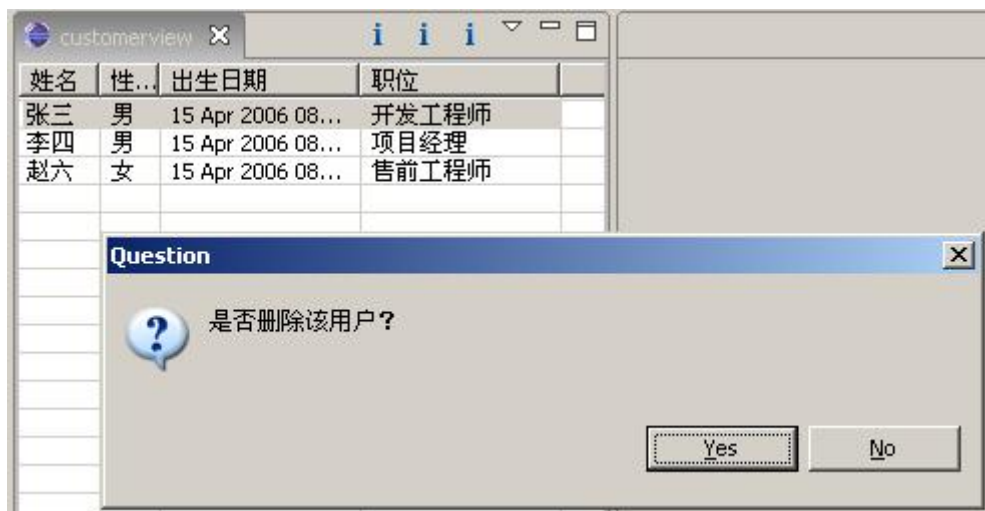 customerview
姓名 性... 出生日期 职位
张三 男 15 Apr 2006 08... 开发工程师
李四 男 15 Apr 2006 08... 项目经理
赵六 女 15 Apr 2006 08... 售前工程师
Question
是否删除该用户?
Yes No